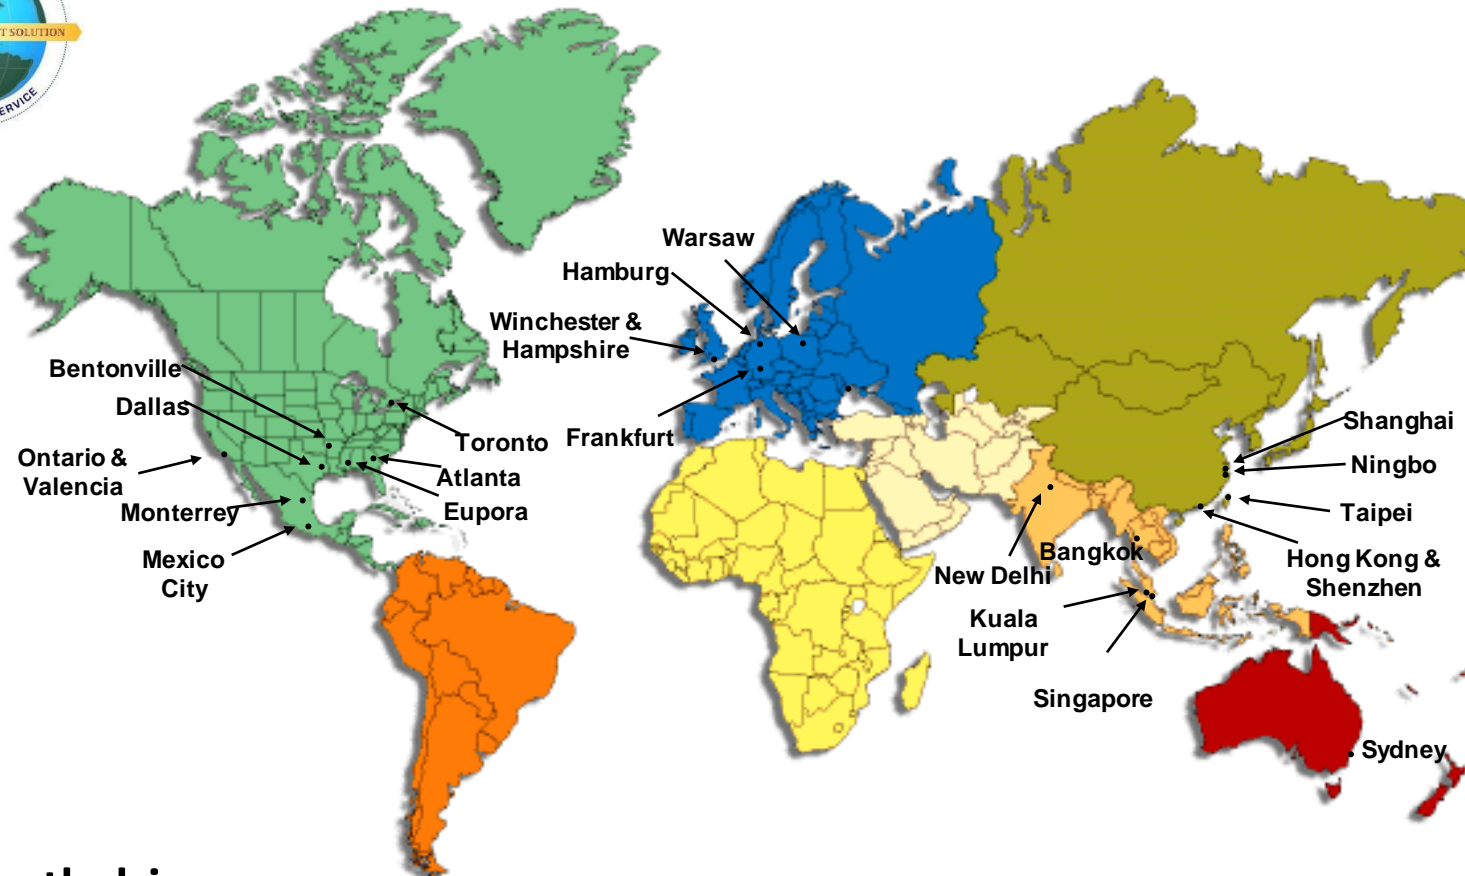 T SOLUTION
ERVICE
Warsaw
Hamburg
Winchester &
Hampshire
Frankfurt
Bentonville
Dallas
Ontario &
Valencia
Monterrey
Mexico
City
Toronto
Atlanta
Eupora
Shanghai
Ningbo
Taipei
Hong Kong &
Shenzhen
Bangkok
New Delhi
Kuala
Lumpur
Singapore
Sydney